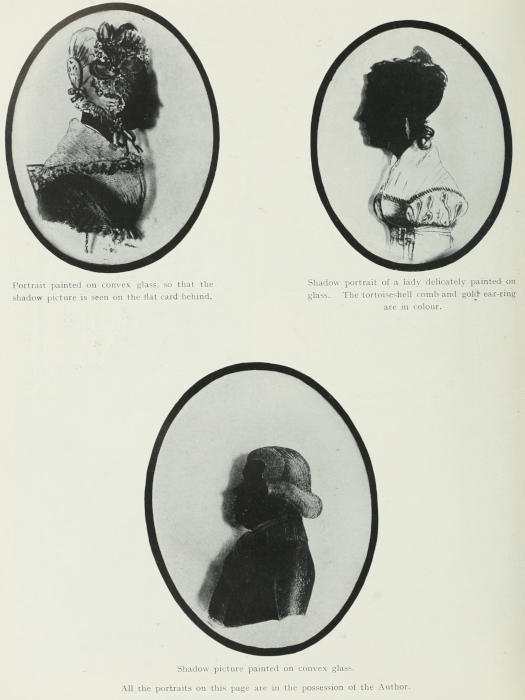 Portrait painted on convex glass, so that the
shadow picture is seen on the flat card behind.
Shadow portrait of a lady delicately painted on
glass. The tortoiseshell comb and gold ear-ring
are in colour.
Shadow picture painted on convex glass.
All the portraits on this page are in the possession of the Author.